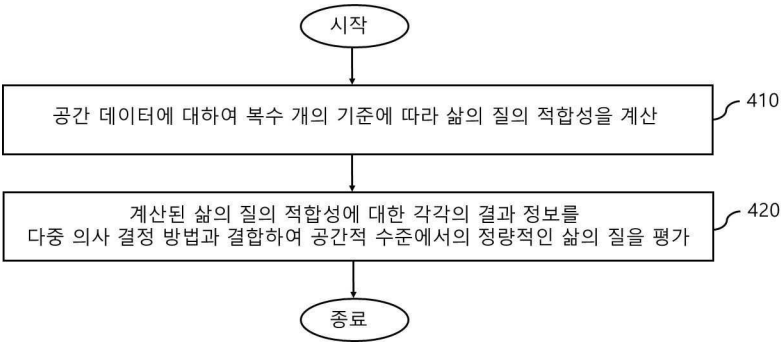 시작
공간 데이터에 대하여 복수 개의 기준에 따라 삶의 질의 적합성을 계산
410
계산된 삶의 질의 적합성에 대한 각각의 결과 정보를
다중 의사 결정 방법과 결합하여 공간적 수준에서의 정량적인 삶의 질을 평가
420
종료